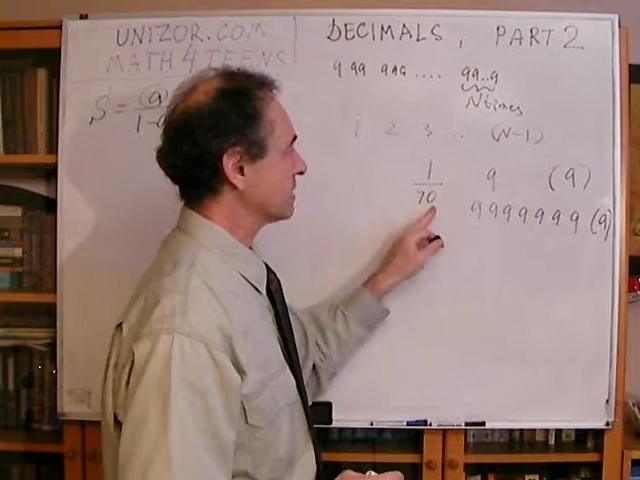 UNIZOR.COM
MATH 4 TEENS
DECIMALS, PART 2
9 99 999 .... 99..9
N times
S =
1 2 3 ... (N-1)
1/70 9 (9)
9999999(9)